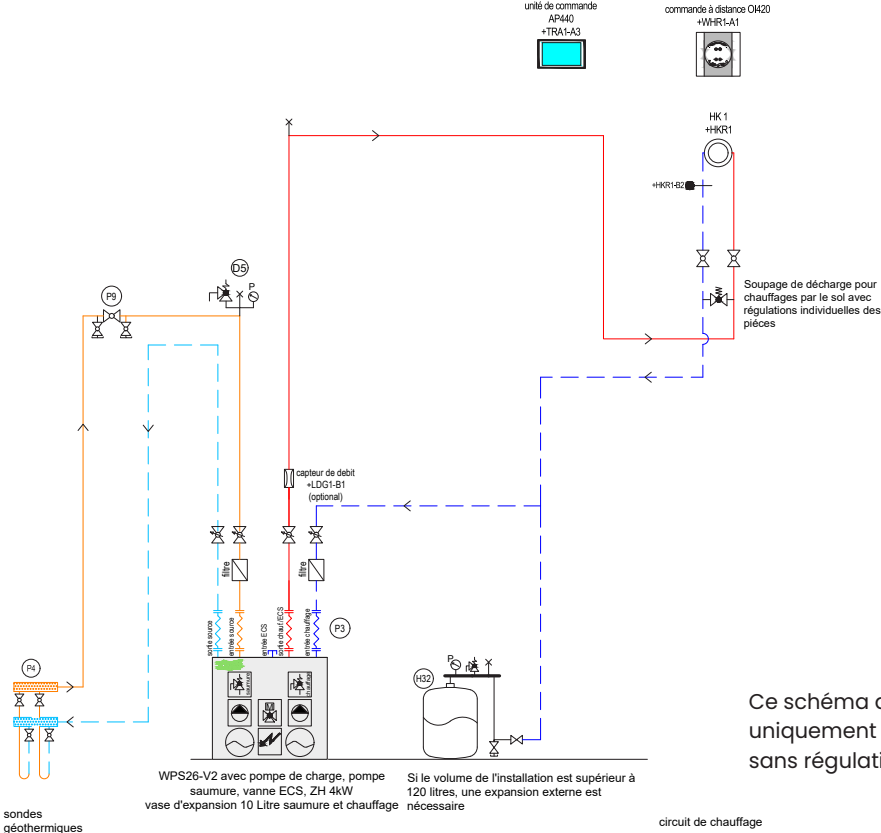 unité de commande
AP440
+TRA1-A3
commande à distance OI420
+WHR1-A1
HK 1
+HKR1
+HKR1-B2
Soupage de décharge pour
chauffages par le sol avec
régulations individuelles des
piéces
D5
P
P9
capteur de debit
+LDG1-B1
(optional)
filtre
filtre
sortie source
entrée source
entrée ECS
sortie chauf./ECS
entrée chauffage
P3
P4
saumure
chauffage
P
H32
Ce schéma
uniquement
sans
WPS26-V2 avec pompe de charge, pompe
saumure, vanne ECS, ZH 4kW
vase d'expansion 10 Litre saumure et chauffage
Si le volume de l'installation est supérieur à
120 litres, une expansion externe est
nécessaire
sondes
géothermiques
circuit de chauffage